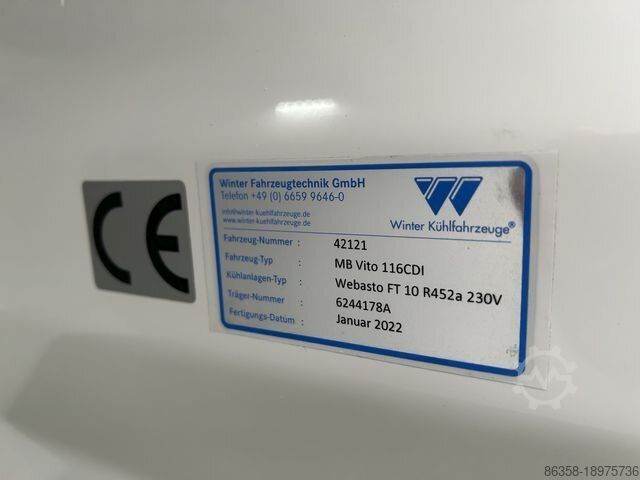 CE
Winter Fahrzeugtechnik GmbH
Telefon +49 (0) 6659 9646-0
info@winter-kuehlfahrzeuge.de
www.winter-kuehlfahrzeuge.de
W
Winter Kühlfahrzeuge®
Fahrzeug-Nummer : 42121
Fahrzeug-Typ : MB Vito 116CDI
Kühlanlagen-Typ : Webasto FT 10 R452a 230V
Träger-Nummer : 6244178A
Fertigungs-Datum : Januar 2022
86358-18975736